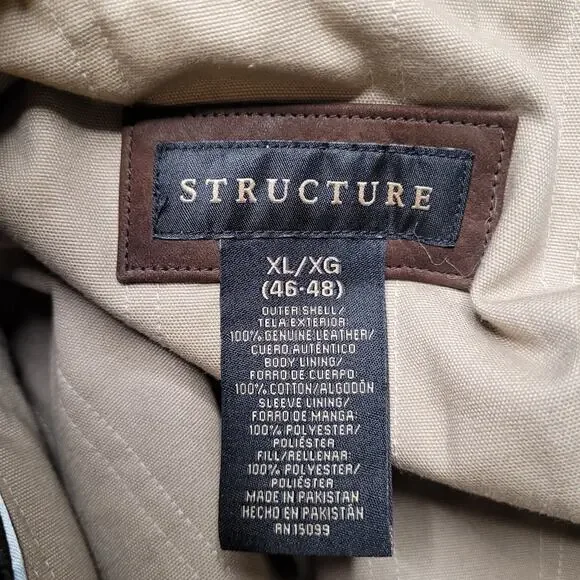 STRUCTURE
XL/XG
(46-48)
OUTER SHELL/
TELA EXTERIOR:
100% GENUINE LEATHER/
CUERO AUTÉNTICO
BODY LINING/
FORRO DE CUERPO:
100% COTTON/ALGODÓN
SLEEVE LINING/
FORRO DE MANGA:
100% POLYESTER/
POLIÉSTER
FILL/RELLENAR:
100% POLYESTER/
POLIÉSTER
MADE IN PAKISTAN
HECHO EN PAKISTÁN
RN 15099